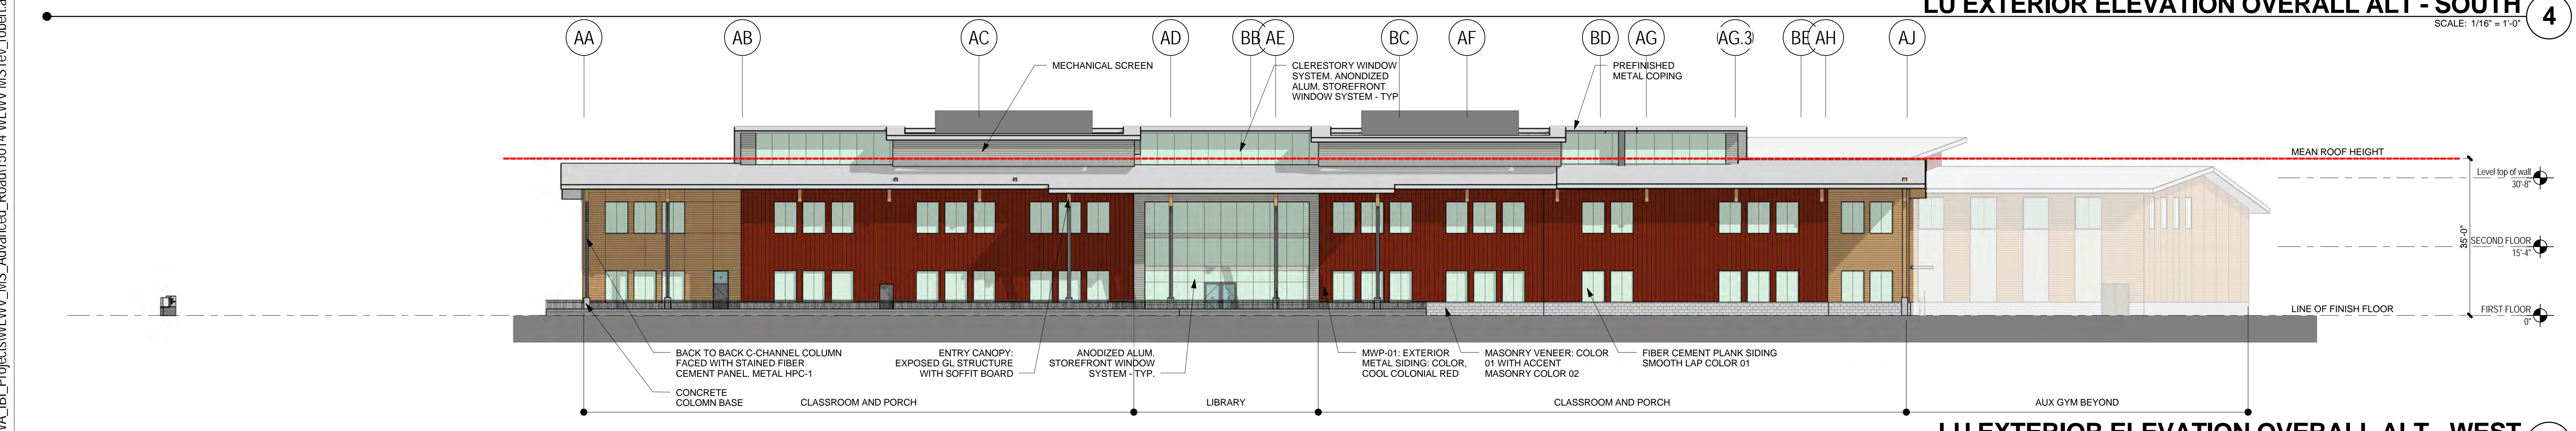 LU EXTERIOR ELEVATION OVERALL ALT - SOUTH
4
SCALE: 1/16" = 1'-0"
AA
AB
AC
AD
BB
AE
BC
AF
BD
AG
AG.3
BE
AH
AJ
MECHANICAL SCREEN
CLERESTORY WINDOW
SYSTEM. ANONDIZED
ALUM. STOREFRONT
WINDOW SYSTEM - TYP
PREFINISHED
METAL COPING
MEAN ROOF HEIGHT
Level top of wall
30'-8"
35'-0"
SECOND FLOOR
15'-4"
LINE OF FINISH FLOOR
FIRST FLOOR
0"
BACK TO BACK C-CHANNEL COLUMN
FACED WITH STAINED FIBER
CEMENT PANEL. METAL HPC-1
CONCRETE
COLOMN BASE
ENTRY CANOPY:
EXPOSED GL STRUCTURE
WITH SOFFIT BOARD
ANODIZED ALUM.
STOREFRONT WINDOW
SYSTEM - TYP.
MWP-01: EXTERIOR
METAL SIDING: COLOR,
COOL COLONIAL RED
MASONRY VENEER: COLOR
01 WITH ACCENT
MASONRY COLOR 02
FIBER CEMENT PLANK SIDING
SMOOTH LAP COLOR 01
CLASSROOM AND PORCH
LIBRARY
CLASSROOM AND PORCH
AUX GYM BEYOND
LU EXTERIOR ELEVATION OVERALL ALT - WEST